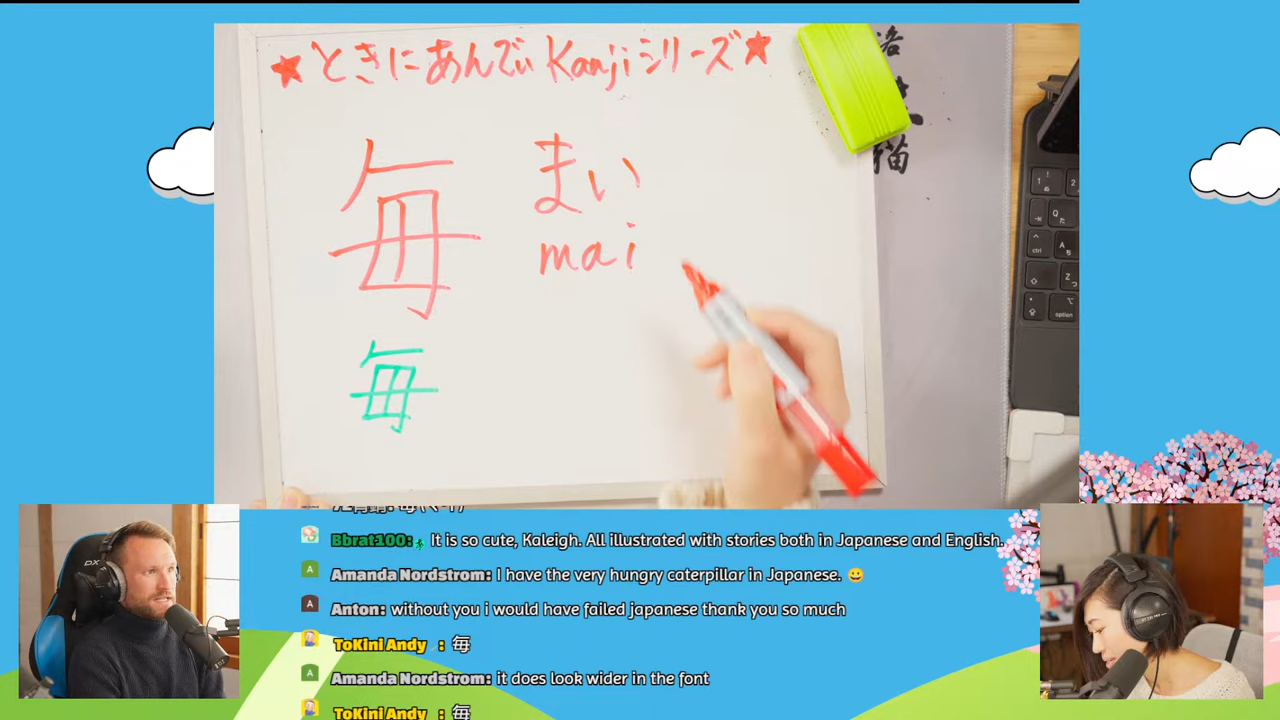 ★ときにあんでぃKanjiシリーズ★
毎 まい
mai
毎
Bbrat100: It is so cute, Kaleigh. All illustrated with stories both in Japanese and English.
Amanda Nordstrom: I have the very hungry caterpillar in Japanese. 😀
Anton: without you i would have failed japanese thank you so much
ToKini Andy : 毎
Amanda Nordstrom: it does look wider in the font
ToKini Andy : 毎
猫
ctrl
option